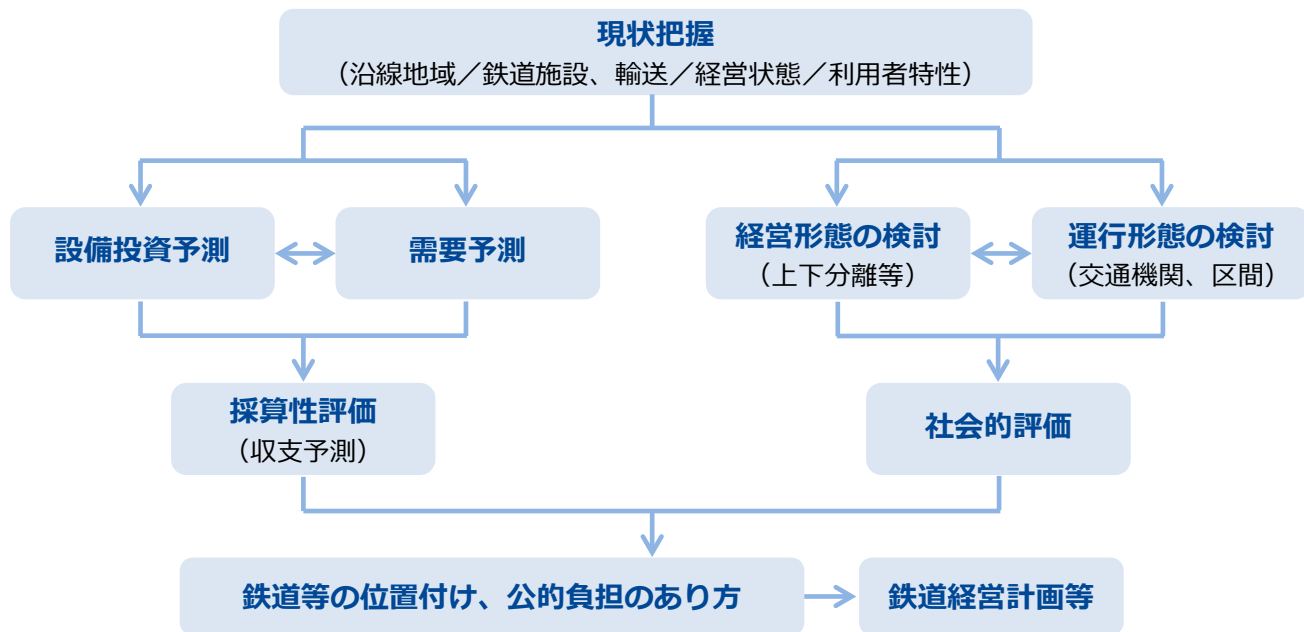 現状把握
（沿線地域／鉄道施設、輸送／経営状態／利用者特性）
設備投資予測
需要予測
経営形態の検討
（上下分離等）
運行形態の検討
（交通機関、区間）
採算性評価
（収支予測）
社会的評価
鉄道等の位置付け、公的負担のあり方
鉄道経営計画等